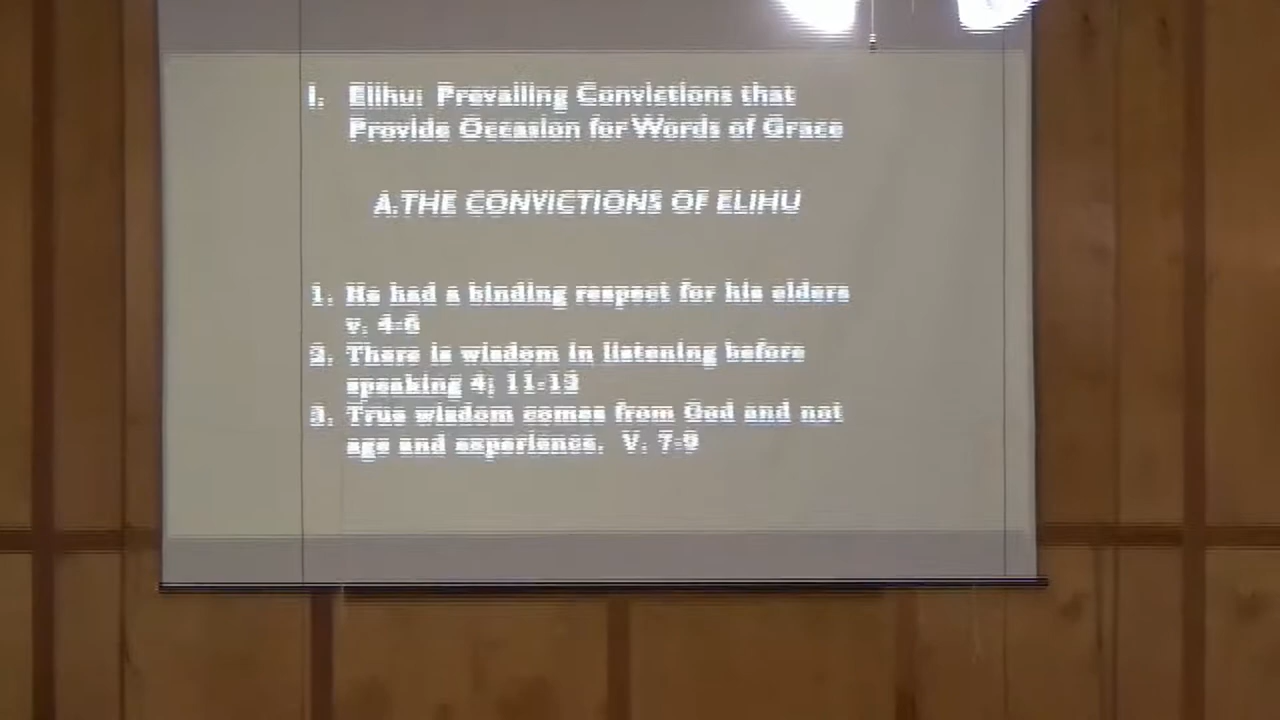 I. Elihu: Prevailing Convictions that
Provide Occasion for Words of Grace
A.THE CONVICTIONS OF ELIHU
1. He had a binding respect for his elders
v. 4-6
2. There is wisdom in listening before
speaking 4; 11-12
3. True wisdom comes from God and not
age and experience. V. 7-9